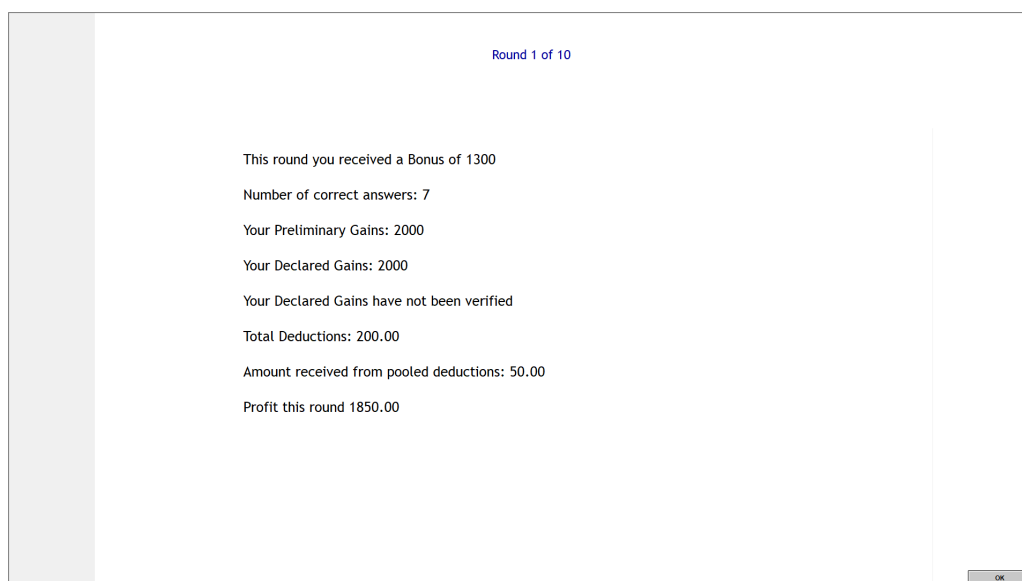 Round 1 of 10
This round you received a Bonus of 1300
Number of correct answers: 7
Your Preliminary Gains: 2000
Your Declared Gains: 2000
Your Declared Gains have not been verified
Total Deductions: 200.00
Amount received from pooled deductions: 50.00
Profit this round 1850.00
OK